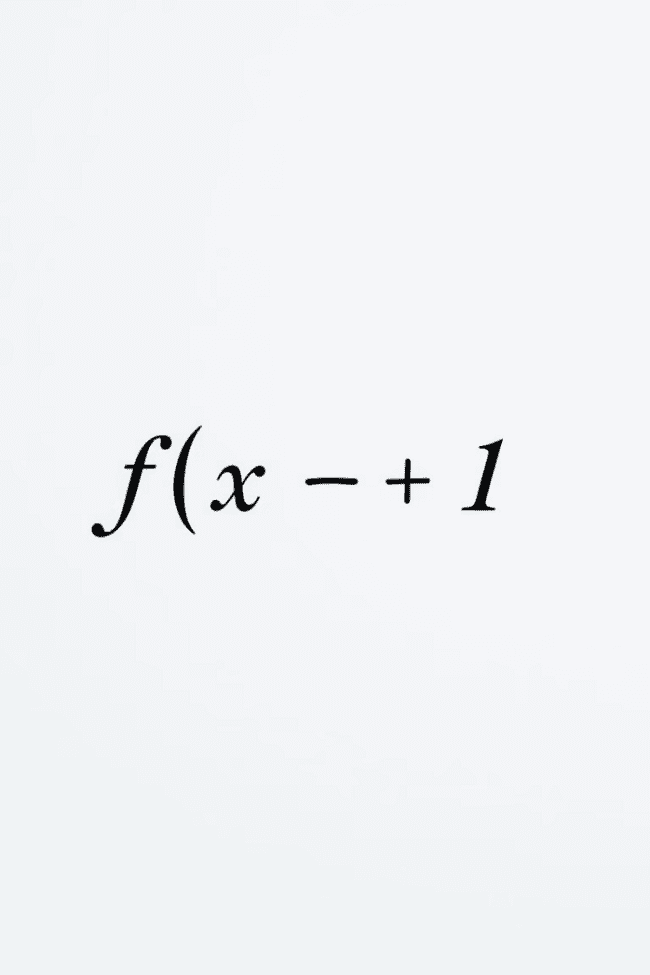 f(x − + 1